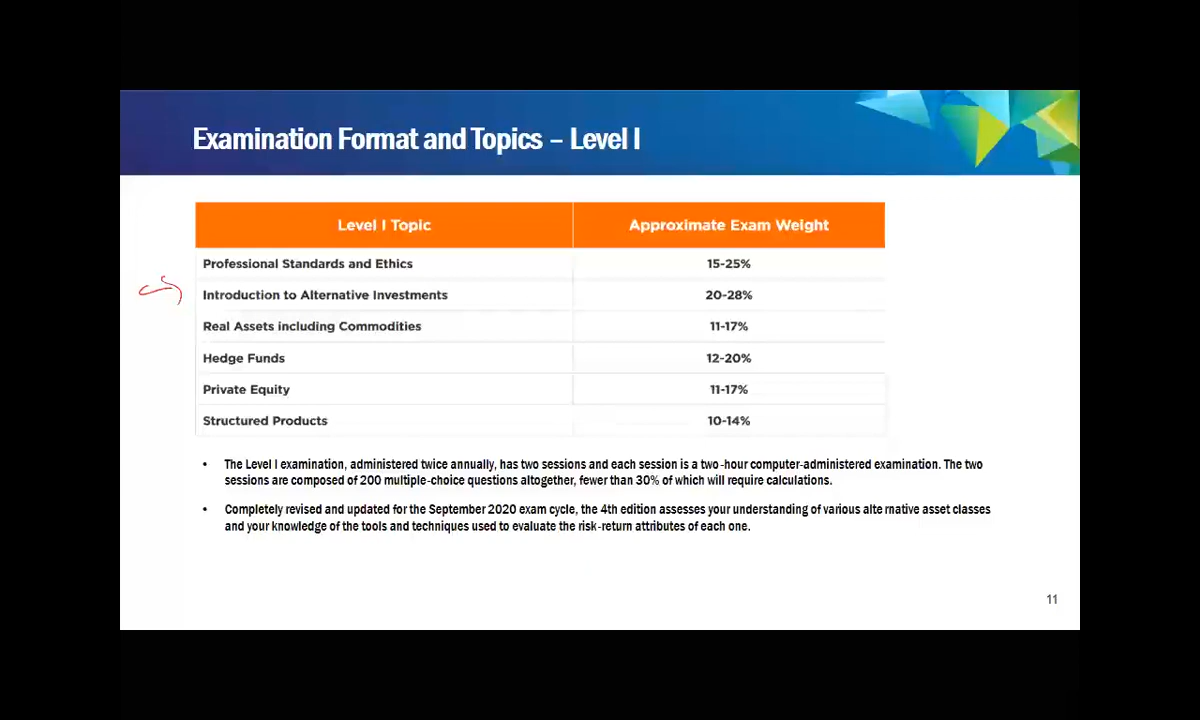 Examination Format and Topics – Level I
Level I Topic Approximate Exam Weight
Professional Standards and Ethics 15-25%
Introduction to Alternative Investments 20-28%
Real Assets including Commodities 11-17%
Hedge Funds 12-20%
Private Equity 11-17%
Structured Products 10-14%
• The Level I examination, administered twice annually, has two sessions and each session is a two-hour computer-administered examination. The two
sessions are composed of 200 multiple-choice questions altogether, fewer than 30% of which will require calculations.
• Completely revised and updated for the September 2020 exam cycle, the 4th edition assesses your understanding of various alternative asset classes
and your knowledge of the tools and techniques used to evaluate the risk-return attributes of each one.
11